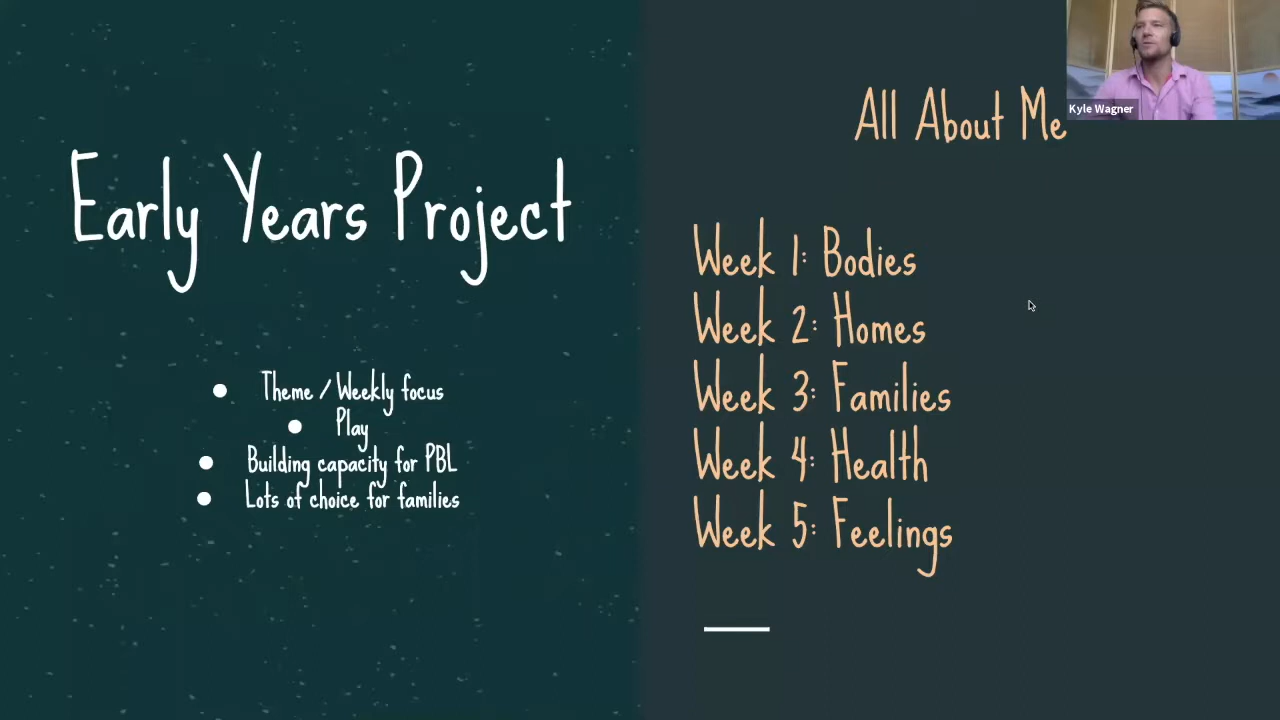 Early Years Project
Theme / Weekly focus
Play
Building capacity for PBL
Lots of choice for families
All About Me
Week 1: Bodies
Week 2: Homes
Week 3: Families
Week 4: Health
Week 5: Feelings
Kyle Wagner